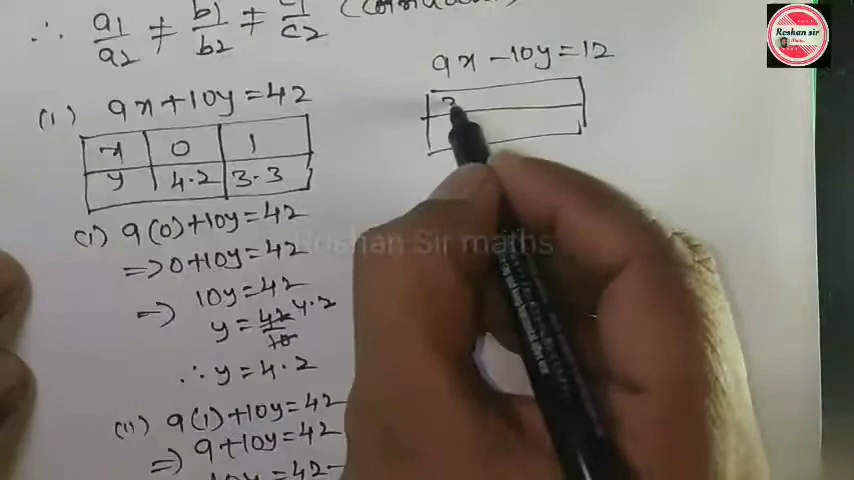 ∴ a1/a2 ≠ b1/b2 ≠ c1/c2
9x - 10y = 12
(i) 9x + 10y = 42
x 0 1
y 4.2 3.3
(i) 9(0) + 10y = 42
=> 0 + 10y = 42
=> 10y = 42
y = 42/10 4.2
∴ y = 4.2
(ii) 9(1) + 10y = 42
=> 9 + 10y = 42
10y = 42-
Roshan Sir maths
Roshan sir